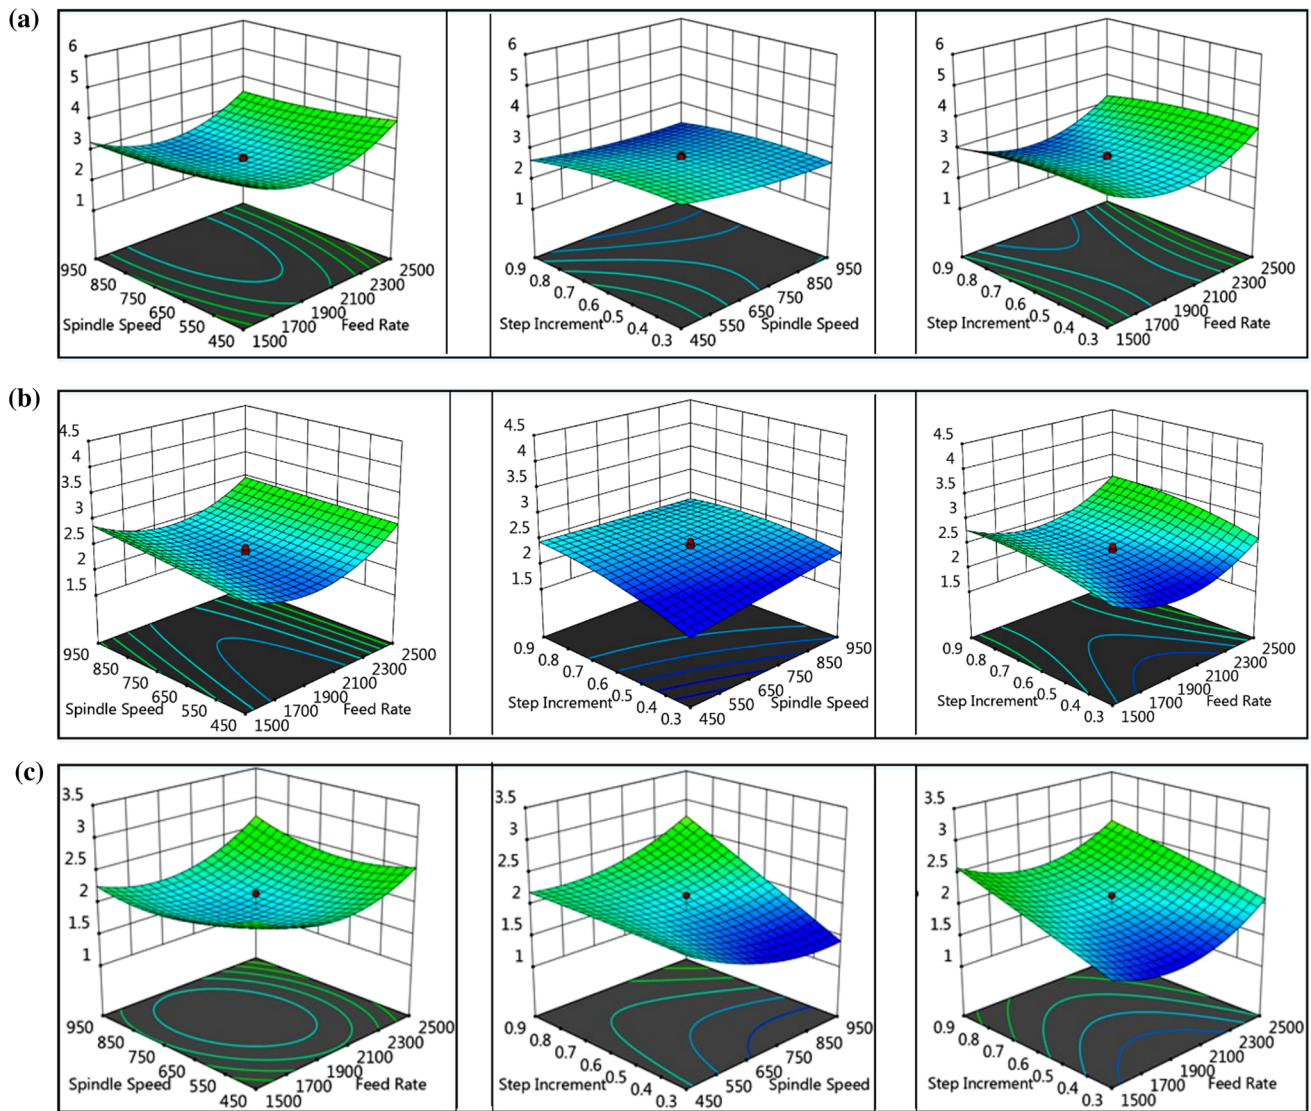 (a)
6 5 4 3 2 1
950 850 750 650 550 450
Spindle Speed
1500 1700 1900 2100 2300 2500
Feed Rate
6 5 4 3 2 1
0.9 0.8 0.7 0.6 0.5 0.4 0.3
Step Increment
450 550 650 750 850 950
Spindle Speed
6 5 4 3 2 1
0.9 0.8 0.7 0.6 0.5 0.4 0.3
Step Increment
1500 1700 1900 2100 2300 2500
Feed Rate
(b)
4.5 4 3.5 3 2.5 2 1.5
950 850 750 650 550 450
Spindle Speed
1500 1700 1900 2100 2300 2500
Feed Rate
4.5 4 3.5 3 2.5 2 1.5
0.9 0.8 0.7 0.6 0.5 0.4 0.3
Step Increment
450 550 650 750 850 950
Spindle Speed
4.5 4 3.5 3 2.5 2 1.5
0.9 0.8 0.7 0.6 0.5 0.4 0.3
Step Increment
1500 1700 1900 2100 2300 2500
Feed Rate
(c)
3.5 3 2.5 2 1.5 1
950 850 750 650 550 450
Spindle Speed
1500 1700 1900 2100 2300 2500
Feed Rate
3.5 3 2.5 2 1.5 1
0.9 0.8 0.7 0.6 0.5 0.4 0.3
Step Increment
450 550 650 750 850 950
Spindle Speed
3.5 3 2.5 2 1.5 1
0.9 0.8 0.7 0.6 0.5 0.4 0.3
Step Increment
1500 1700 1900 2100 2300 2500
Feed Rate